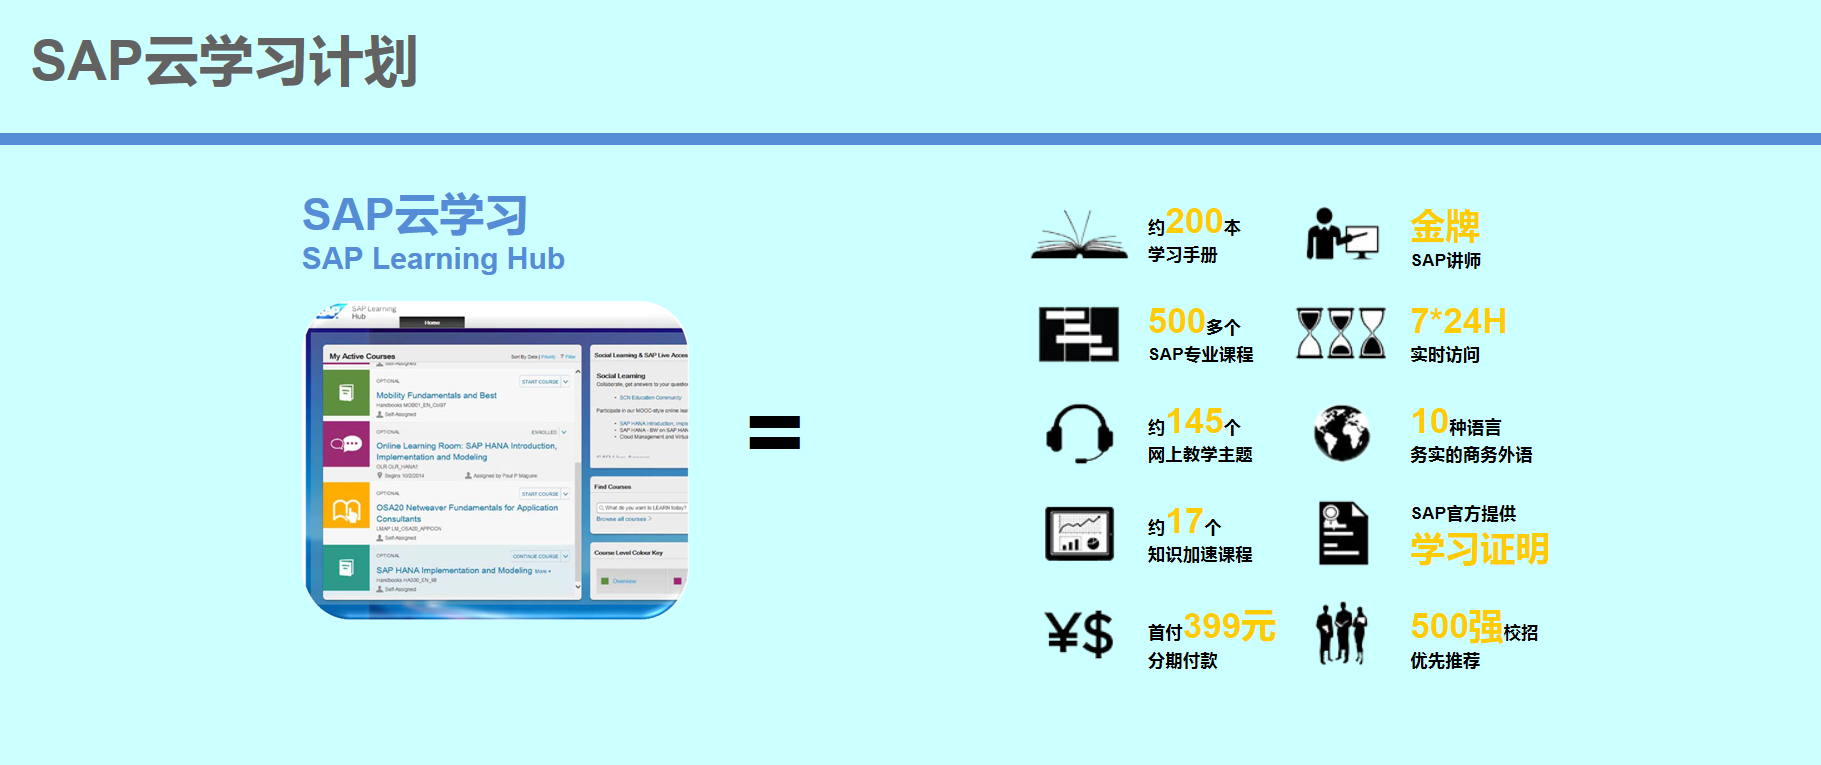 SAP云学习计划
SAP云学习
SAP Learning Hub
SAP Learning
Hub
Home
My Active Courses
Sort By Date | Priority
Filter
Self-Assigned
OPTIONAL
START COURSE
Mobility Fundamentals and Best
Handbooks MOB01_EN_Col97
Self-Assigned
OPTIONAL
ENROLLED
Online Learning Room: SAP HANA Introduction,
Implementation and Modeling
OLR OLR_HANA1
Begins 10/2/2014
Assigned by Paul P Maguire
OPTIONAL
START COURSE
OSA20 Netweaver Fundamentals for Application
Consultants
LMAP LM_OSA20_APPCON
Self-Assigned
OPTIONAL
CONTINUE COURSE
SAP HANA Implementation and Modeling More
Self-Assigned
Social Learning & SAP Live Acces
Social Learning
Collaborate, get answers to your question
SCN Education Community
Participate in our MOOC-style online lea
SAP HANA Introduction, Imple
SAP HANA - BW on SAP HAN
Cloud Management and Virtua
Find Courses
What do you want to LEARN today?
Browse all courses
Course Level Colour Key
Overview
=
约200本
学习手册
金牌
SAP讲师
500多个
SAP专业课程
7*24H
实时访问
约145个
网上教学主题
10种语言
务实的商务外语
约17个
知识加速课程
SAP官方提供
学习证明
¥$
首付399元
分期付款
500强校招
优先推荐